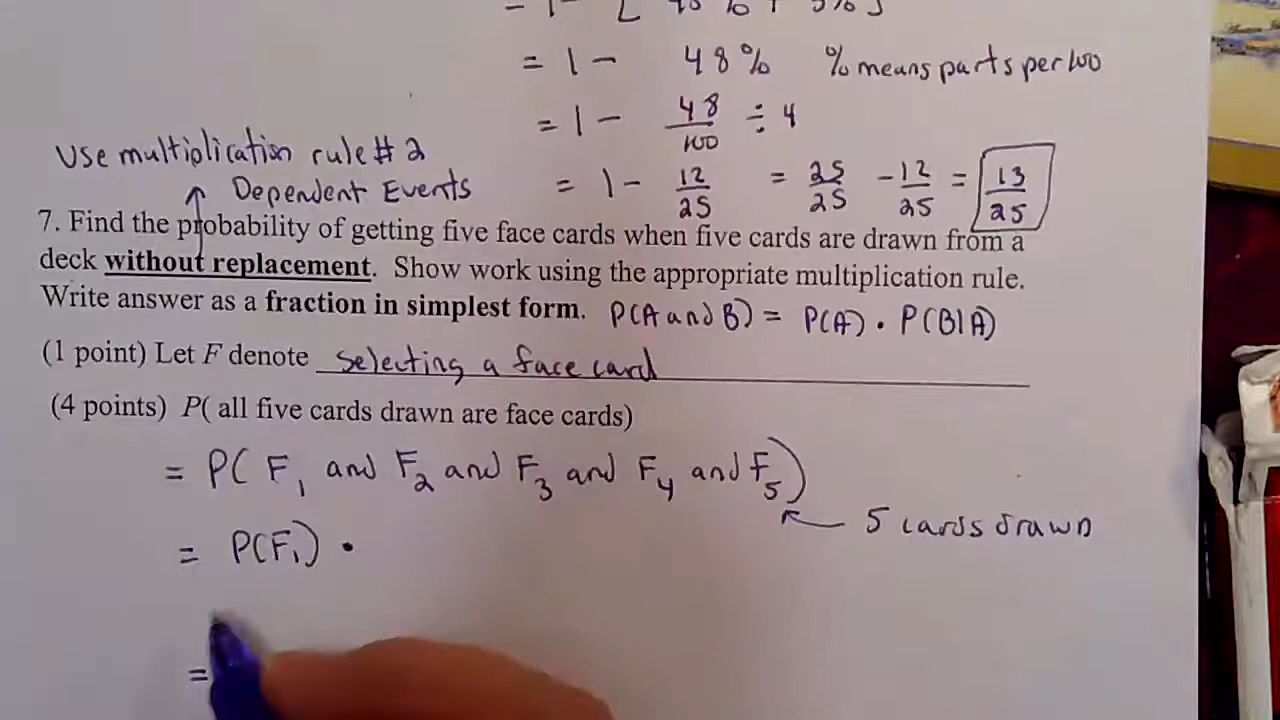 = 1 - [ 48 %
= 1 - 48% % means parts per 100
= 1 - 48/100 ÷ 4
Use multiplication rule #2
↑ Dependent Events
= 1 - 12/25 = 25/25 - 12/25 = 13/25
7. Find the probability of getting five face cards when five cards are drawn from a
deck without replacement. Show work using the appropriate multiplication rule.
Write answer as a fraction in simplest form. P(A and B) = P(A) · P(B|A)
(1 point) Let F denote selecting a face card
(4 points) P( all five cards drawn are face cards)
= P( F1 and F2 and F3 and F4 and F5)
← 5 cards drawn
= P(F1) ·
=